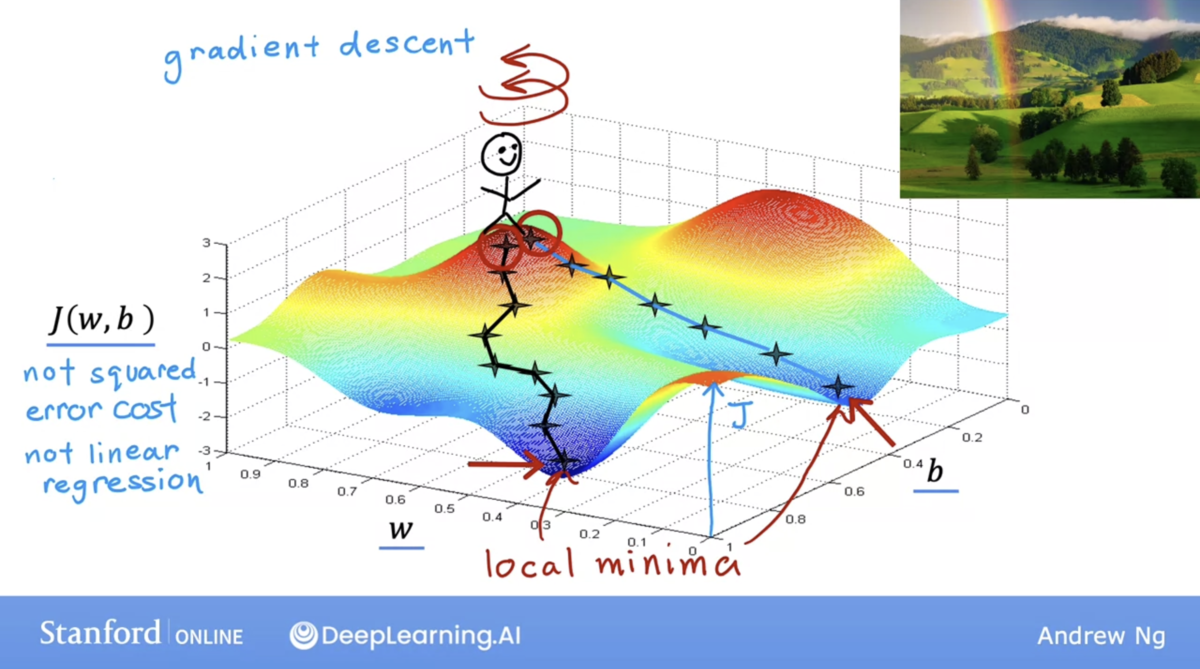 gradient descent
3
2
1
0
-1
-2
-3
J(w, b )
not squared
error cost
not linear
regression
J
1
0.9
0.8
0.7
0.6
0.5
0.4
0.3
0.2
0.1
0
w
1
0.8
0.6
0.4
0.2
0
b
local minima
Stanford ONLINE
DeepLearning.AI
Andrew Ng